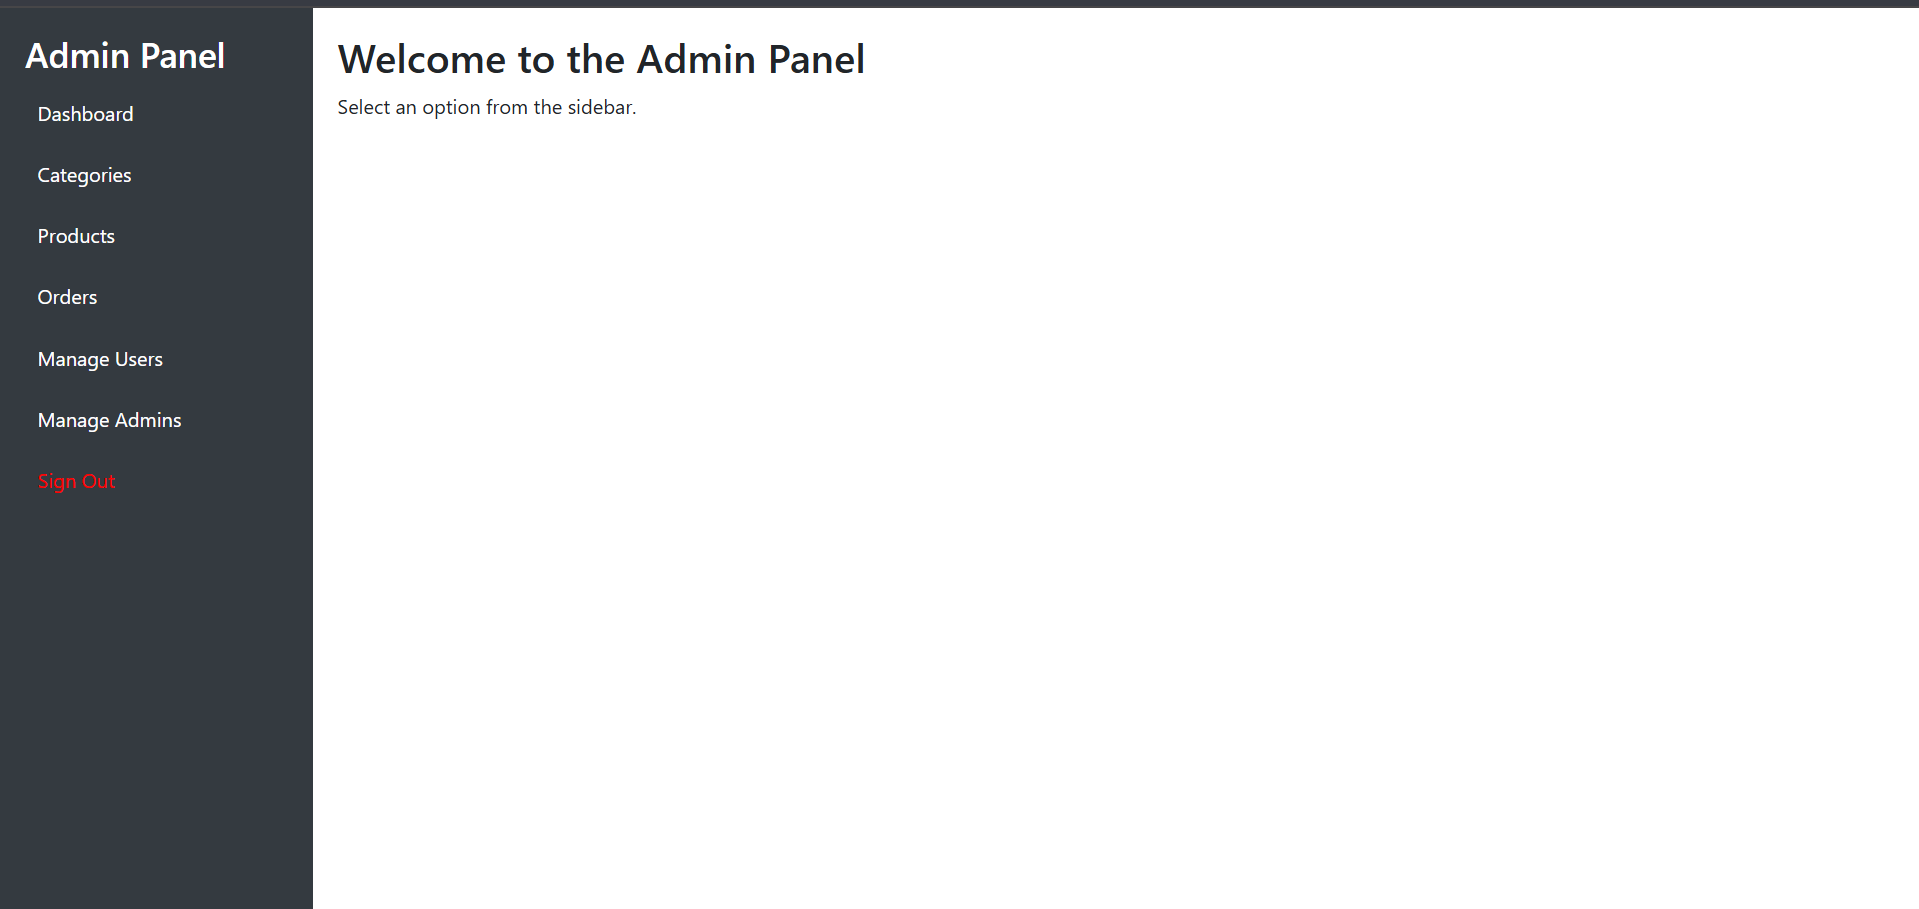 Admin Panel
Dashboard
Categories
Products
Orders
Manage Users
Manage Admins
Sign Out
Welcome to the Admin Panel
Select an option from the sidebar.